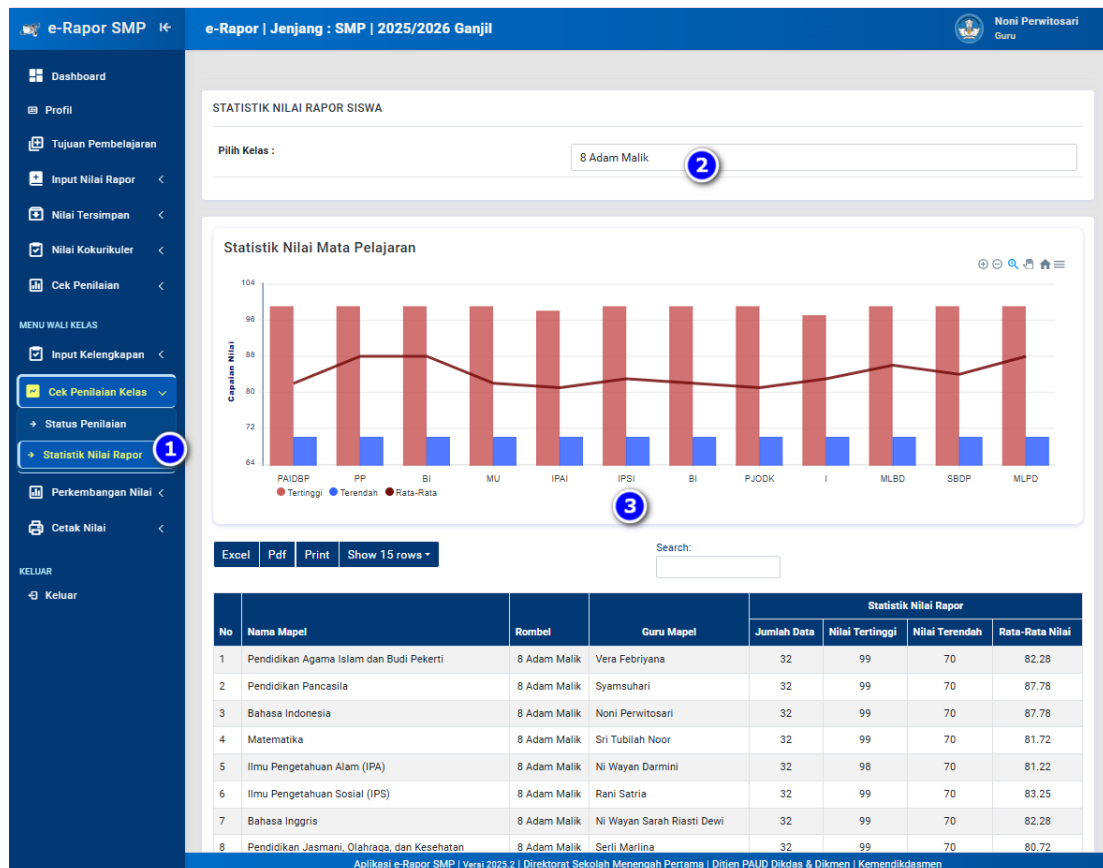 e-Rapor SMP
e-Rapor | Jenjang : SMP | 2025/2026 Ganjil
Noni Perwitosari
Guru
Dashboard
Profil
Tujuan Pembelajaran
Input Nilai Rapor
Nilai Tersimpan
Nilai Kokurikuler
Cek Penilaian
MENU WALI KELAS
Input Kelengkapan
Cek Penilaian Kelas
Status Penilaian
Statistik Nilai Rapor
1
Perkembangan Nilai
Cetak Nilai
KELUAR
Keluar
STATISTIK NILAI RAPOR SISWA
Pilih Kelas :
8 Adam Malik
2
Statistik Nilai Mata Pelajaran
Capaian Nilai
104
96
88
80
72
64
PAIDBP PP BI MU IPAI IPSI BI PJODK I MLBD SBDP MLPD
Tertinggi Terendah Rata-Rata
3
Excel Pdf Print Show 15 rows
Search:
Statistik Nilai Rapor
No Nama Mapel Rombel Guru Mapel Jumlah Data Nilai Tertinggi Nilai Terendah Rata-Rata Nilai
1 Pendidikan Agama Islam dan Budi Pekerti 8 Adam Malik Vera Febriyana 32 99 70 82.28
2 Pendidikan Pancasila 8 Adam Malik Syamsuhari 32 99 70 87.78
3 Bahasa Indonesia 8 Adam Malik Noni Perwitosari 32 99 70 87.78
4 Matematika 8 Adam Malik Sri Tubilah Noor 32 99 70 81.72
5 Ilmu Pengetahuan Alam (IPA) 8 Adam Malik Ni Wayan Darmini 32 98 70 81.22
6 Ilmu Pengetahuan Sosial (IPS) 8 Adam Malik Rani Satria 32 99 70 83.25
7 Bahasa Inggris 8 Adam Malik Ni Wayan Sarah Riasti Dewi 32 99 70 82.28
8 Pendidikan Jasmani, Olahraga, dan Kesehatan 8 Adam Malik Serli Marlina 32 99 70 80.72
Aplikasi e-Rapor SMP | Versi 2025.2 | Direktorat Sekolah Menengah Pertama | Ditjen PAUD Dikdas & Dikmen | Kemendikdasmen